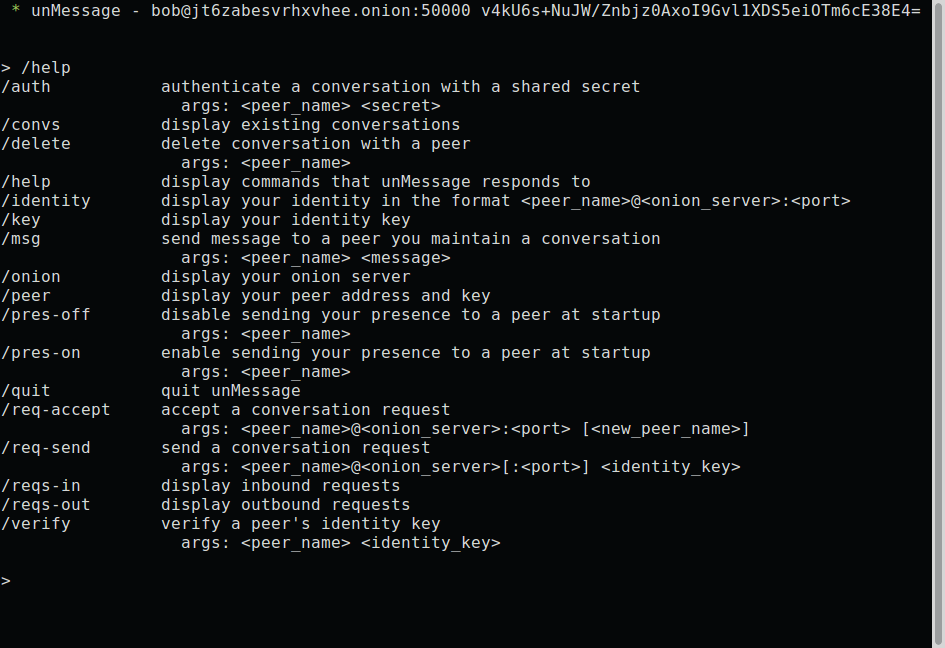 * unMessage - bob@jt6zabesvrhxvhee.onion:50000 v4kU6s+NuJW/Znbjz0AxoI9Gvl1XDS5eiOTm6cE38E4=
> /help
/auth authenticate a conversation with a shared secret
args: <peer_name> <secret>
/convs display existing conversations
/delete delete conversation with a peer
args: <peer_name>
/help display commands that unMessage responds to
/identity display your identity in the format <peer_name>@<onion_server>:<port>
/key display your identity key
/msg send message to a peer you maintain a conversation
args: <peer_name> <message>
/onion display your onion server
/peer display your peer address and key
/pres-off disable sending your presence to a peer at startup
args: <peer_name>
/pres-on enable sending your presence to a peer at startup
args: <peer_name>
/quit quit unMessage
/req-accept accept a conversation request
args: <peer_name>@<onion_server>:<port> [<new_peer_name>]
/req-send send a conversation request
args: <peer_name>@<onion_server>[:<port>] <identity_key>
/reqs-in display inbound requests
/reqs-out display outbound requests
/verify verify a peer's identity key
args: <peer_name> <identity_key>
>